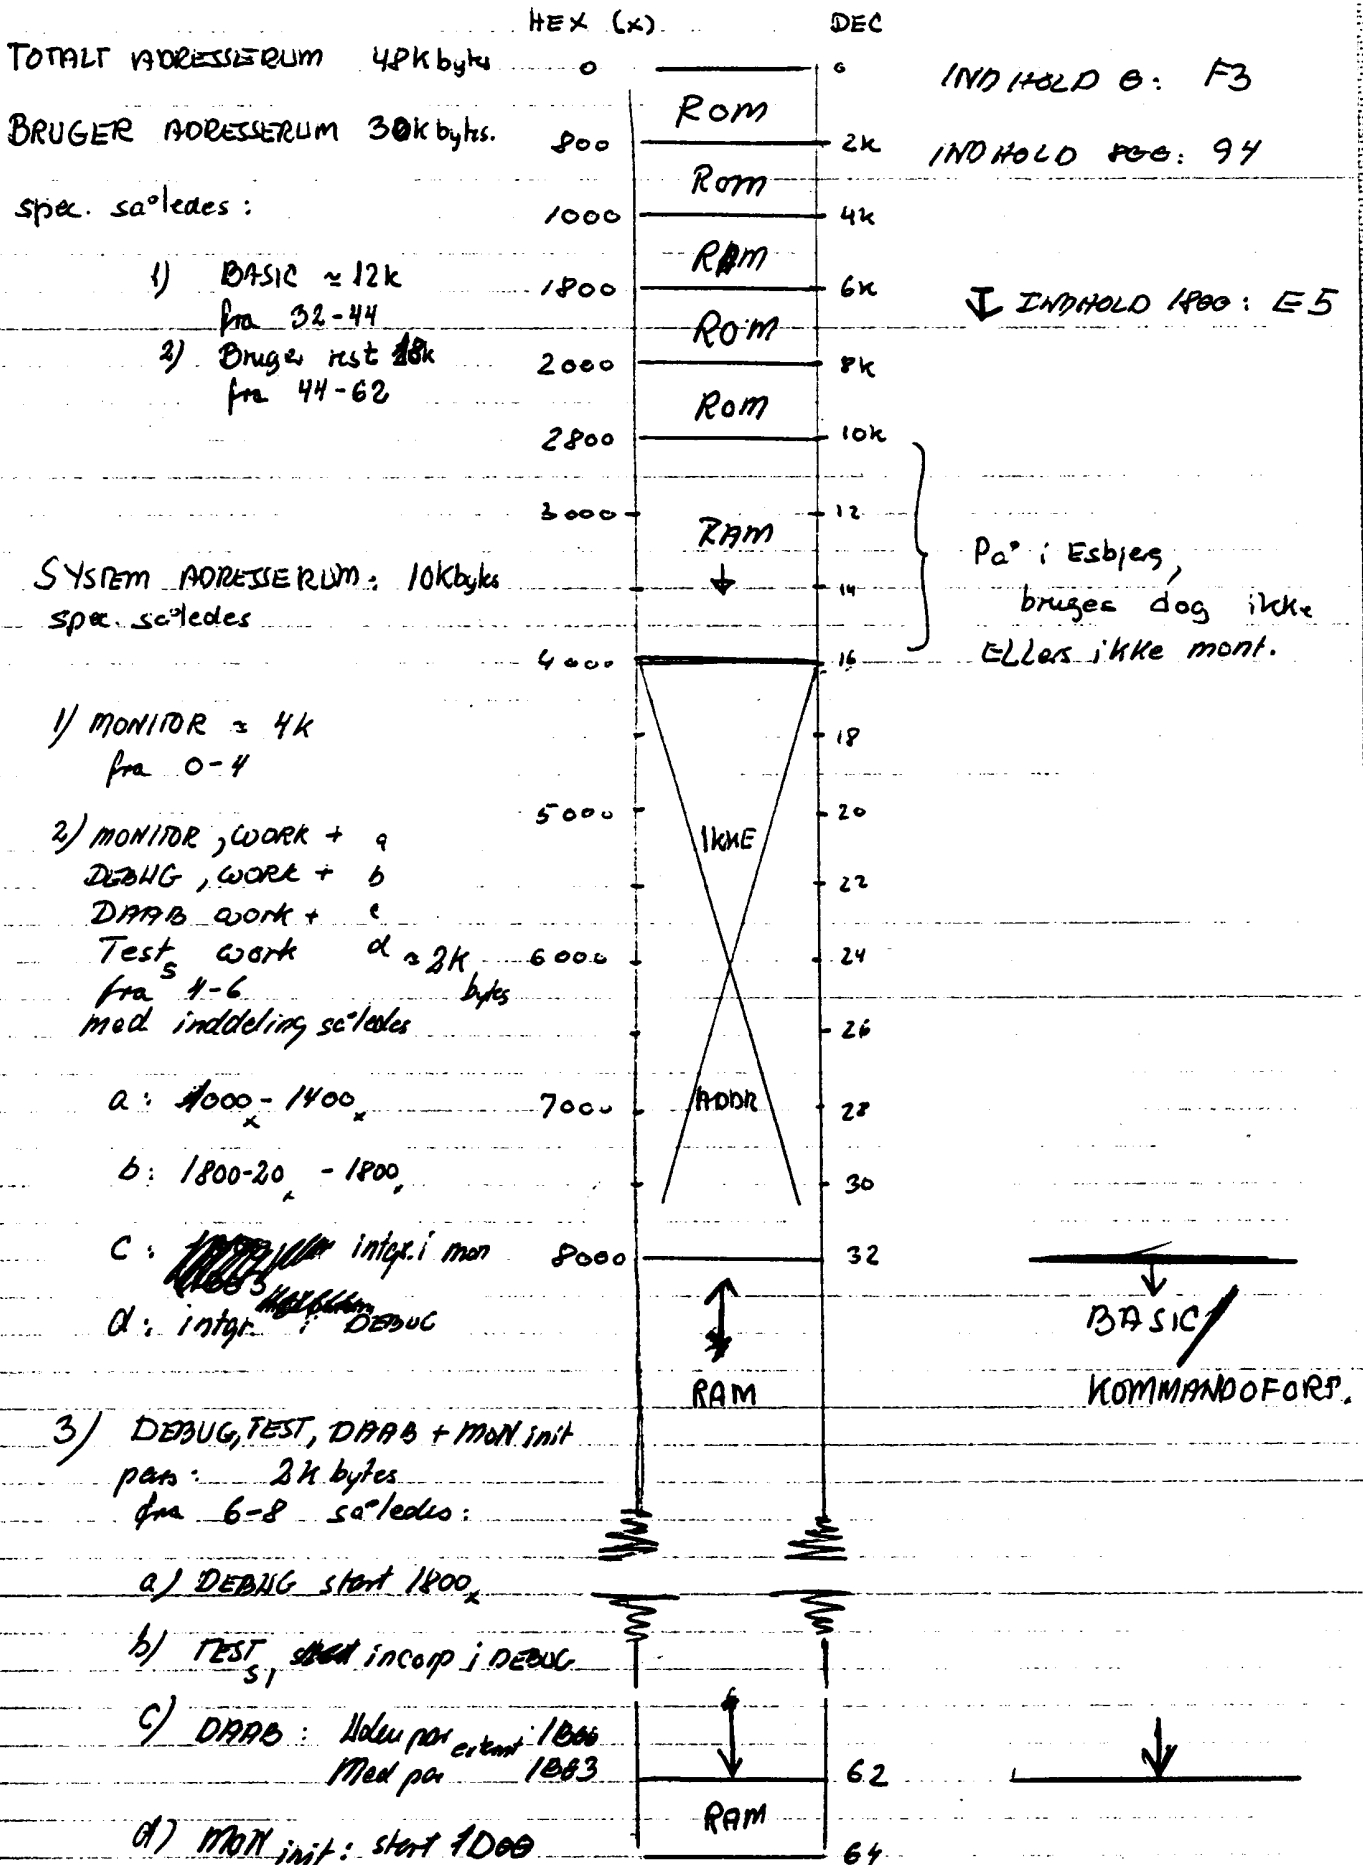 HEX (x) DEC
TOTALT ADRESSERUM 48K bytes
0 0
INDHOLD 0: F3
ROM
BRUGER ADRESSERUM 30K bytes.
800 2K
INDHOLD 800: 94
ROM
spec. således:
1000 4K
RAM
1) BASIC ≃ 12K
fra 32-44
1800 6K
INDHOLD 1800: E5
ROM
2) Bruger rest 18K
fra 44-62
2000 8K
ROM
2800 10K
3000 12
RAM
På i Esbjerg,
bruges dog ikke
Ellers ikke mont.
SYSTEM ADRESSERUM: 10Kbytes
spec. således
14
4000 16
1) MONITOR ≃ 4K
fra 0-4
18
5000 20
2) MONITOR, WORK + a
DEBUG, WORK + b
DAAB work + c
Tests work d ≃ 2K bytes
fra 4-6
med inddeling således
IKKE
22
6000 24
26
a: 1000x - 1400x
7000 28
ADDR
b: 1800-20x - 1800x
30
c: intgr. i mon
8000 32
d: intgr. i DEBUG
BASIC/
KOMMANDOFORT.
RAM
3) DEBUG, TEST, DAAB + MON init
2K bytes
fra 6-8 således:
a) DEBUG start 1800x
b) TEST incorp i DEBUG
c) DAAB: par 1B00
Med par 1B03
62
RAM
d) MON init: start 1D00
64